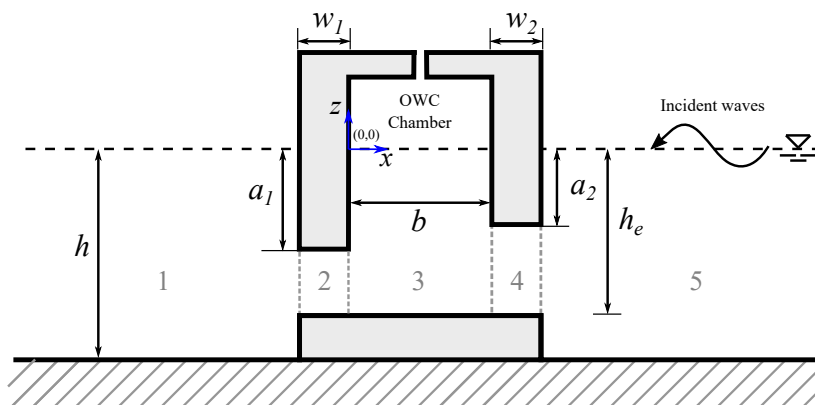 w1 w2
OWC
Chamber
z
(0,0)
x
Incident waves
a1
a2
b
h
he
1 2 3 4 5